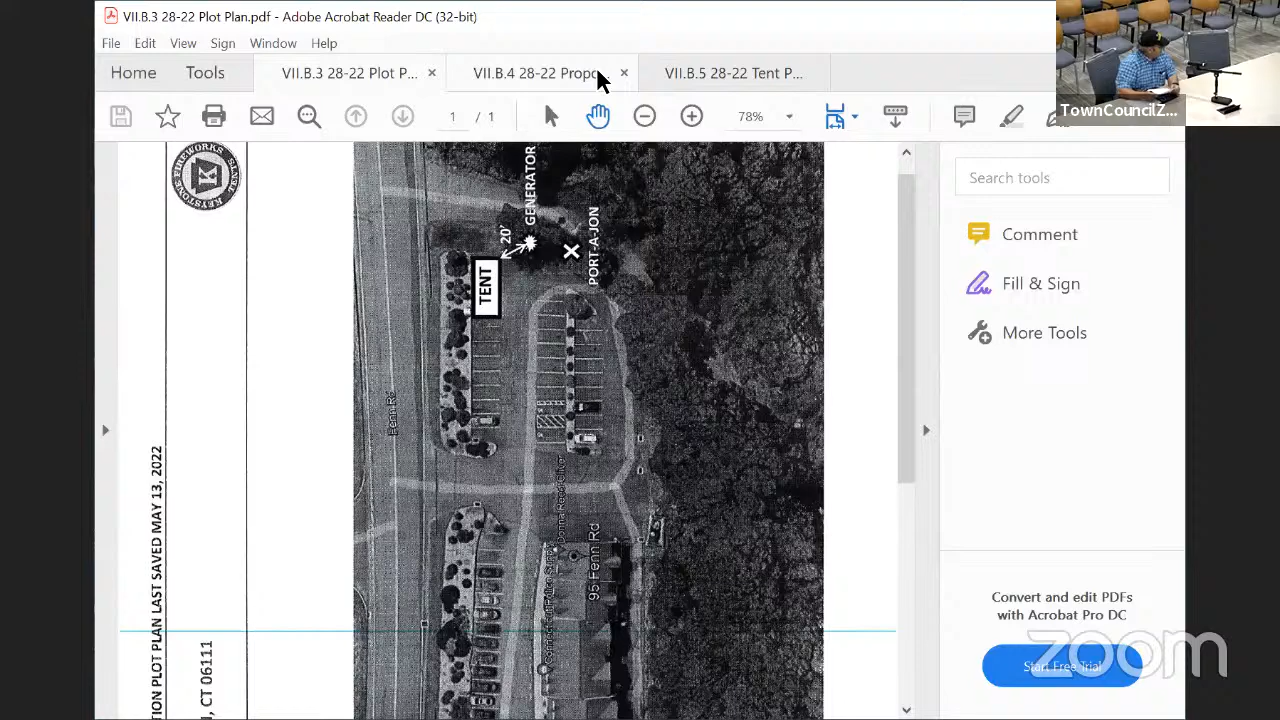 VII.B.3 28-22 Plot Plan.pdf - Adobe Acrobat Reader DC (32-bit)
File Edit View Sign Window Help
Home Tools VII.B.3 28-22 Plot P... × VII.B.4 28-22 Propo × VII.B.5 28-22 Tent P...
TownCouncilZ...
1 / 1 78%
KEYSTONE FIREWORKS
K
GENERATOR
20'
PORT-A-JON
TENT
Fenn Rd
95 Fenn Rd
TION PLOT PLAN LAST SAVED MAY 13, 2022
, CT 06111
Search tools
Comment
Fill & Sign
More Tools
Convert and edit PDFs
with Acrobat Pro DC
Start Free Trial
zoom